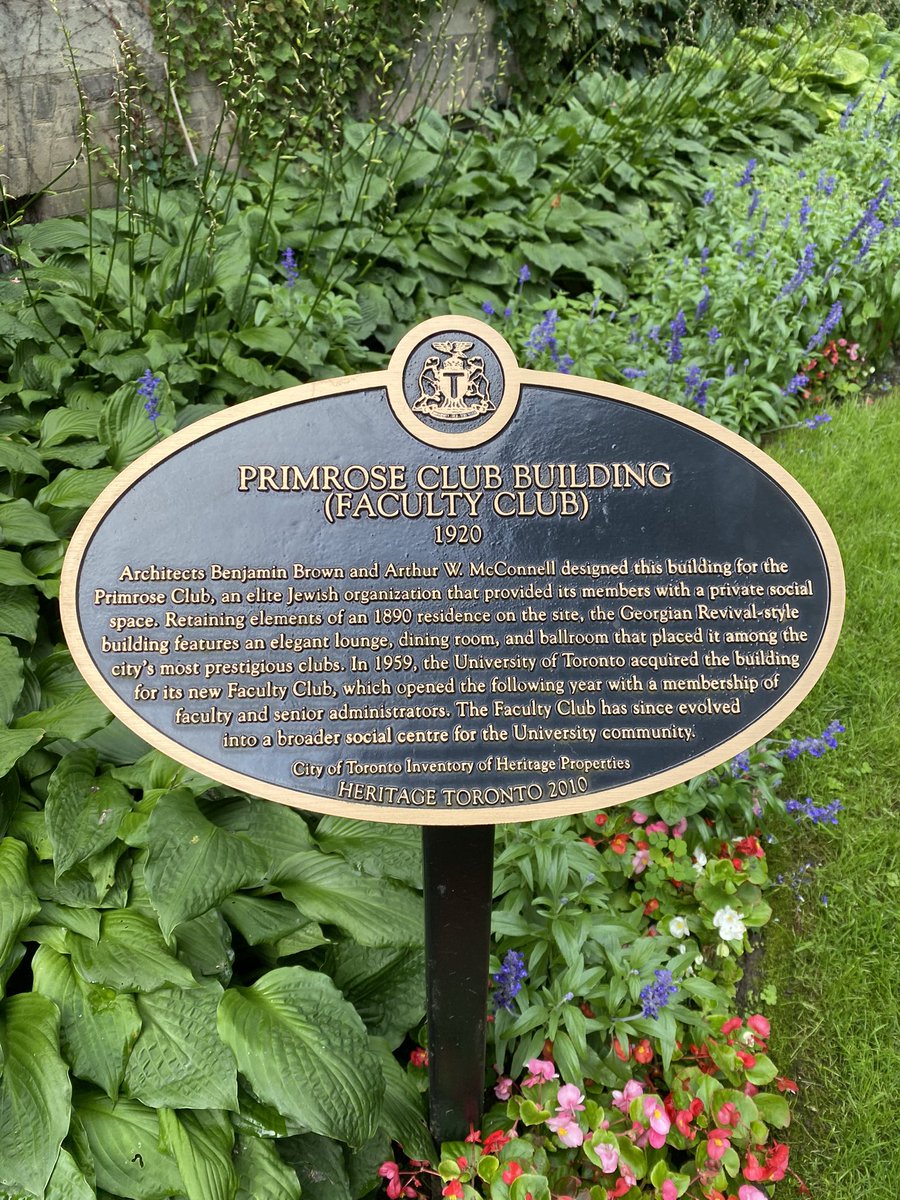 T
PRIMROSE CLUB BUILDING
(FACULTY CLUB)
1920
Architects Benjamin Brown and Arthur W. McConnell designed this building for the
Primrose Club, an elite Jewish organization that provided its members with a private social
space. Retaining elements of an 1890 residence on the site, the Georgian Revival-style
building features an elegant lounge, dining room, and ballroom that placed it among the
city's most prestigious clubs. In 1959, the University of Toronto acquired the building
for its new Faculty Club, which opened the following year with a membership of
faculty and senior administrators. The Faculty Club has since evolved
into a broader social centre for the University community.
City of Toronto Inventory of Heritage Properties
HERITAGE TORONTO 2010